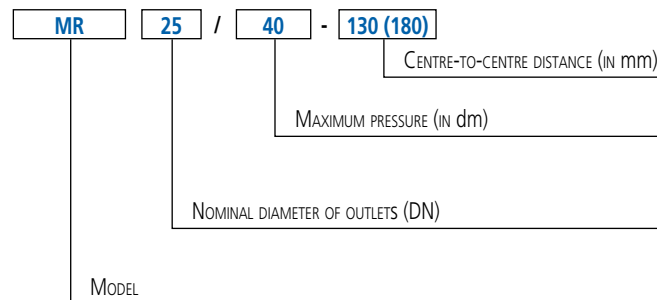 MR 25 / 40 - 130 (180)
Centre-to-centre distance (in mm)
Maximum pressure (in dm)
Nominal diameter of outlets (DN)
Model